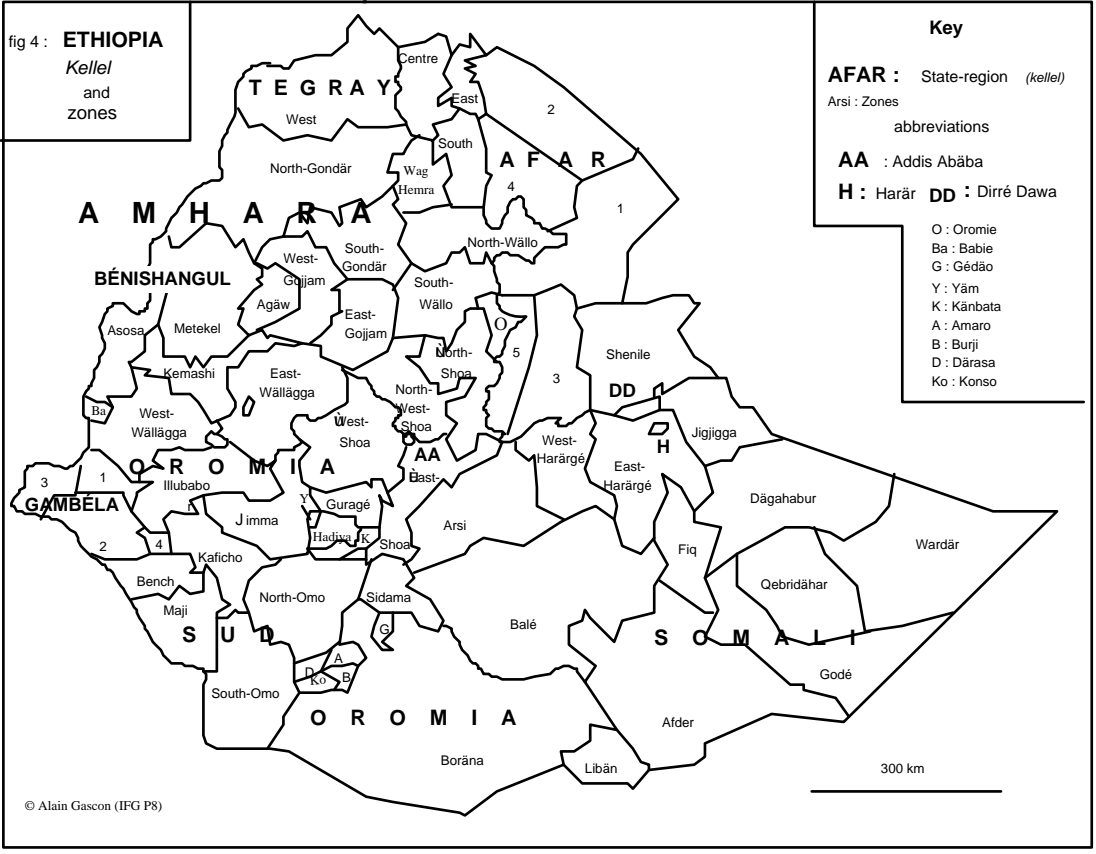 fig 4 : ETHIOPIA
Kellel
and
zones
Key
AFAR : State-region (kellel)
Arsi : Zones
abbreviations
AA : Addis Abäba
H : Harär DD : Dirré Dawa
O : Oromie
Ba : Babie
G : Gédäo
Y : Yäm
K : Känbata
A : Amaro
B : Burji
D : Därasa
Ko : Konso
TEGRAY
Centre
East
West
South
2
AFAR
4
1
North-Gondär
Wag
Hemra
AMHARA
North-Wällo
West-
Gojjam
South-
Gondär
South-
Wällo
BÉNISHANGUL
Agäw
Metekel
East-
Gojjam
Asosa
O
5
3
Shenile
North-
Shoa
Kemashi
East-
Wällägga
DD
Ba
West-
Wällägga
Ù
West-
Shoa
North-
West-
Shoa
AA
West-
Harärgé
East-
Harärgé
H
Jigjigga
OROMIA
3
1
GAMBÉLA
2
4
Illubabo
r
Jimma
Y
Guragé
Hadiya
K
East-
Shoa
Arsi
Dägahabur
Wardär
Fiq
Qebridähar
Kaficho
Bench
Maji
North-Omo
Sidama
G
Balé
SUD
SOMALI
Godé
A
D
Ko
B
South-Omo
OROMIA
Afder
Boräna
Libän
300 km
© Alain Gascon (IFG P8)